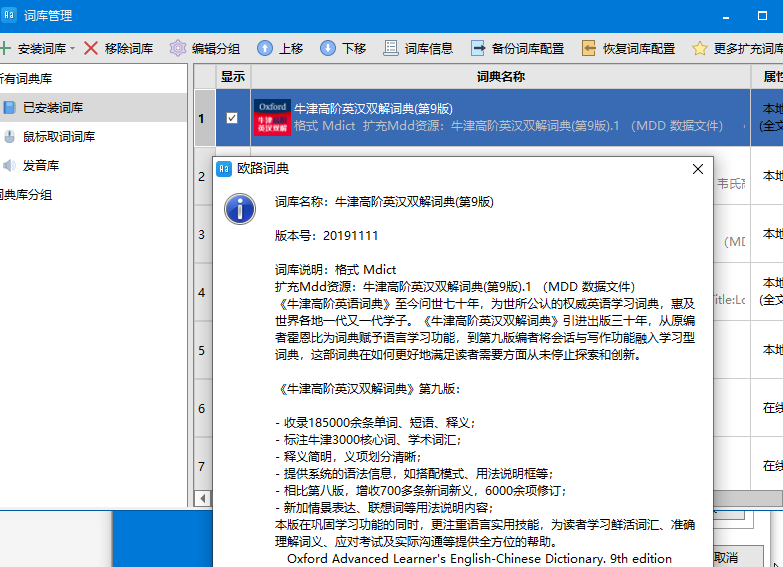 词库管理
安装词库 移除词库 编辑分组 上移 下移 词库信息 备份词库配置 恢复词库配置 更多扩充词库
所有词典库
已安装词库
鼠标取词词库
发音库
词典库分组
显示 词典名称 属性
1 牛津高阶英汉双解词典(第9版) 本地
格式 Mdict 扩充Mdd资源: 牛津高阶英汉双解词典(第9版).1 （MDD 数据文件） (全文
Oxford
牛津高阶
英汉双解
2 韦氏高 本地
3 (MD 本地
4 Title:Lo 本地
(全文
5 本地
6 在线
7 在线
欧路词典
词库名称: 牛津高阶英汉双解词典(第9版)
版本号: 20191111
词库说明: 格式 Mdict
扩充Mdd资源: 牛津高阶英汉双解词典(第9版).1 （MDD 数据文件）
《牛津高阶英语词典》至今问世七十年，为世所公认的权威英语学习词典，惠及
世界各地一代又一代学子。《牛津高阶英汉双解词典》引进出版三十年，从原编
者霍恩比为词典赋予语言学习功能，到第九版编者将会话与写作功能融入学习型
词典，这部词典在如何更好地满足读者需要方面从未停止探索和创新。
《牛津高阶英汉双解词典》第九版:
- 收录185000余条单词、短语、释义;
- 标注牛津3000核心词、学术词汇;
- 释义简明，义项划分清晰;
- 提供系统的语法信息，如搭配模式、用法说明框等;
- 相比第八版，增收700多条新词新义，6000余项修订;
- 新加情景表达、联想词等用法说明内容;
本版在巩固学习功能的同时，更注重语言实用技能，为读者学习鲜活词汇、准确
理解词义、应对考试及实际沟通等提供全方位的帮助。
Oxford Advanced Learner's English-Chinese Dictionary. 9th edition
取消